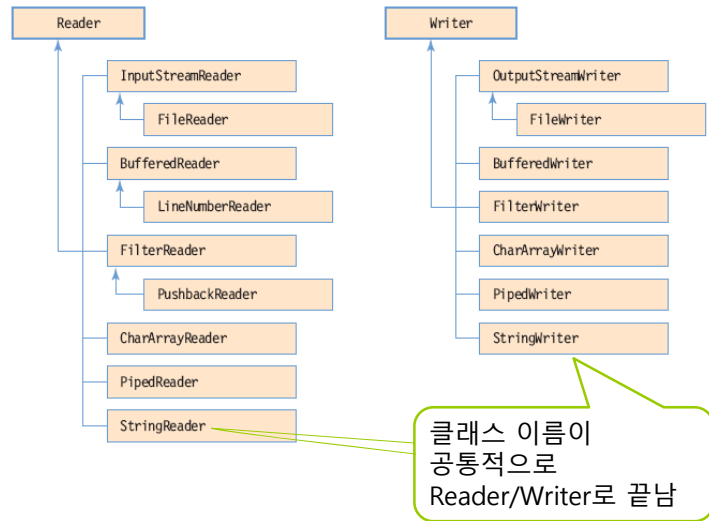 Reader
InputStreamReader
FileReader
BufferedReader
LineNumberReader
FilterReader
PushbackReader
CharArrayReader
PipedReader
StringReader
Writer
OutputStreamWriter
FileWriter
BufferedWriter
FilterWriter
CharArrayWriter
PipedWriter
StringWriter
클래스 이름이
공통적으로
Reader/Writer로 끝남